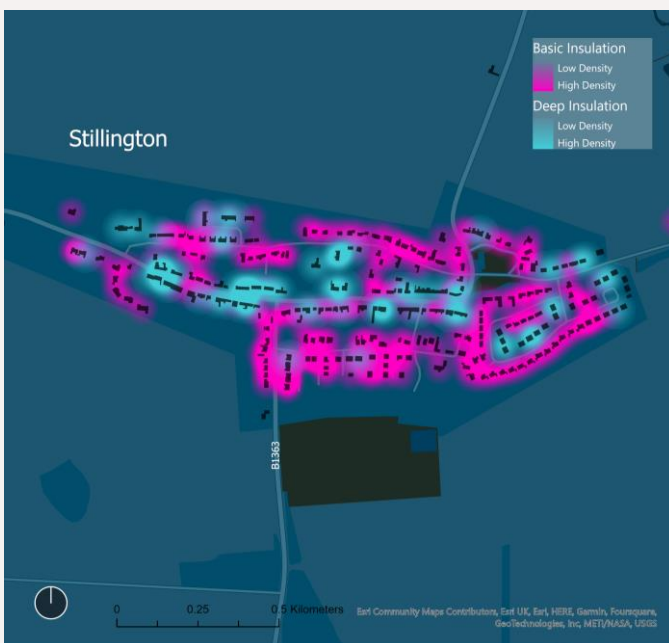 Basic Insulation
Low Density
High Density
Deep Insulation
Low Density
High Density
Stillington
B1363
0 0.25 0.5 Kilometers
Esri Community Maps Contributors, Esri UK, Esri, HERE, Garmin, Foursquare,
GeoTechnologies, Inc, METI/NASA, USGS